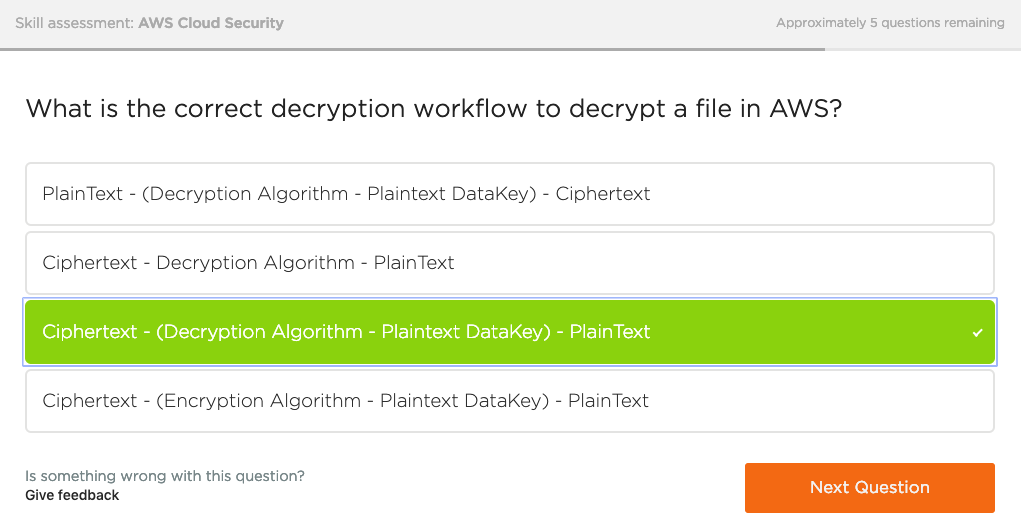 Skill assessment: AWS Cloud Security
Approximately 5 questions remaining
What is the correct decryption workflow to decrypt a file in AWS?
PlainText - (Decryption Algorithm - Plaintext DataKey) - Ciphertext
Ciphertext - Decryption Algorithm - PlainText
Ciphertext - (Decryption Algorithm - Plaintext DataKey) - PlainText
Ciphertext - (Encryption Algorithm - Plaintext DataKey) - PlainText
Is something wrong with this question?
Give feedback
Next Question